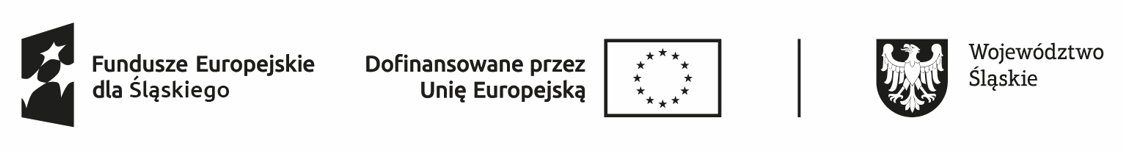 Fundusze Europejskie
dla Śląskiego
Dofinansowane przez
Unię Europejską
Województwo
Śląskie